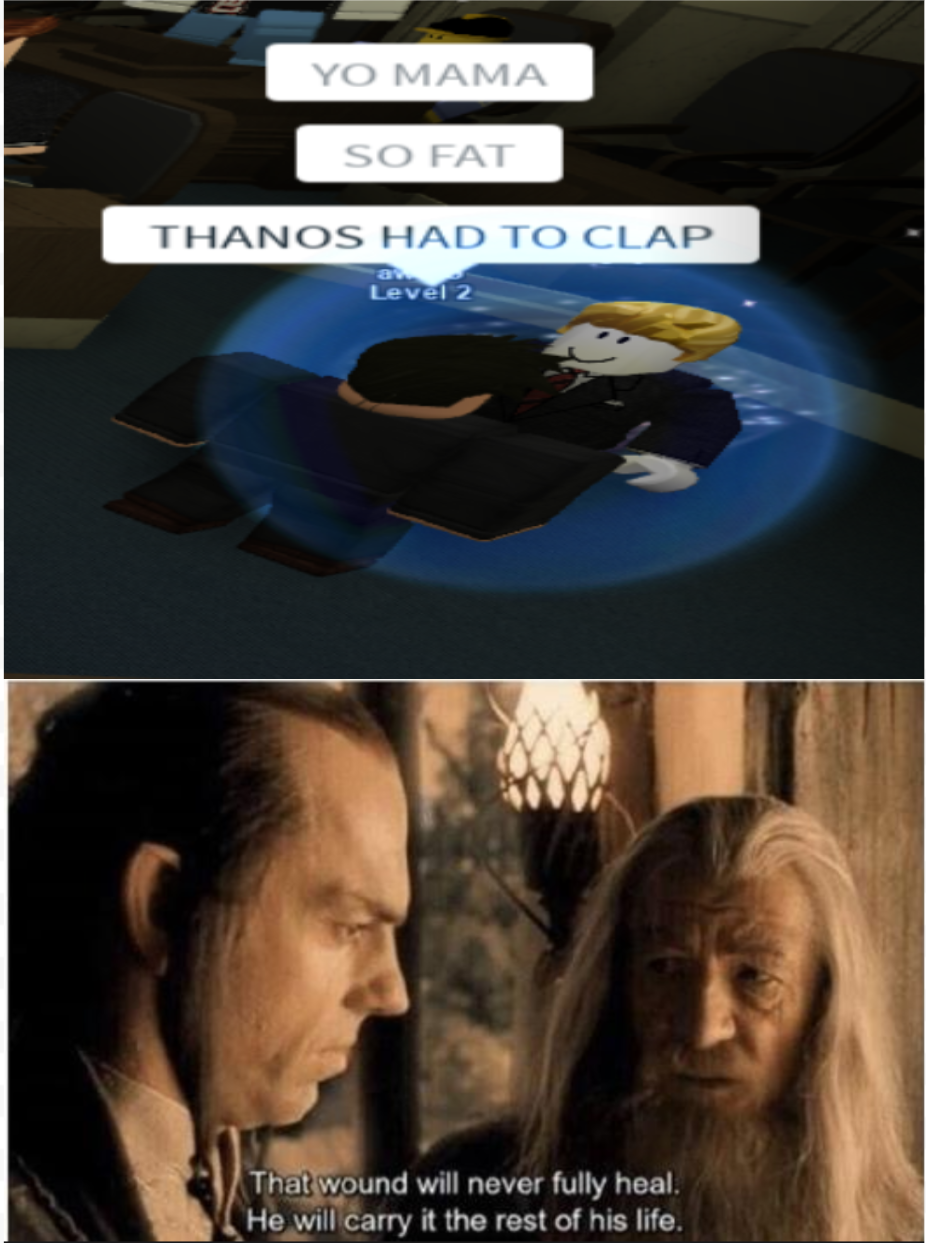 YO MAMA
SO FAT
THANOS HAD TO CLAP
Level 2
That wound will never fully heal.
He will carry it the rest of his life.